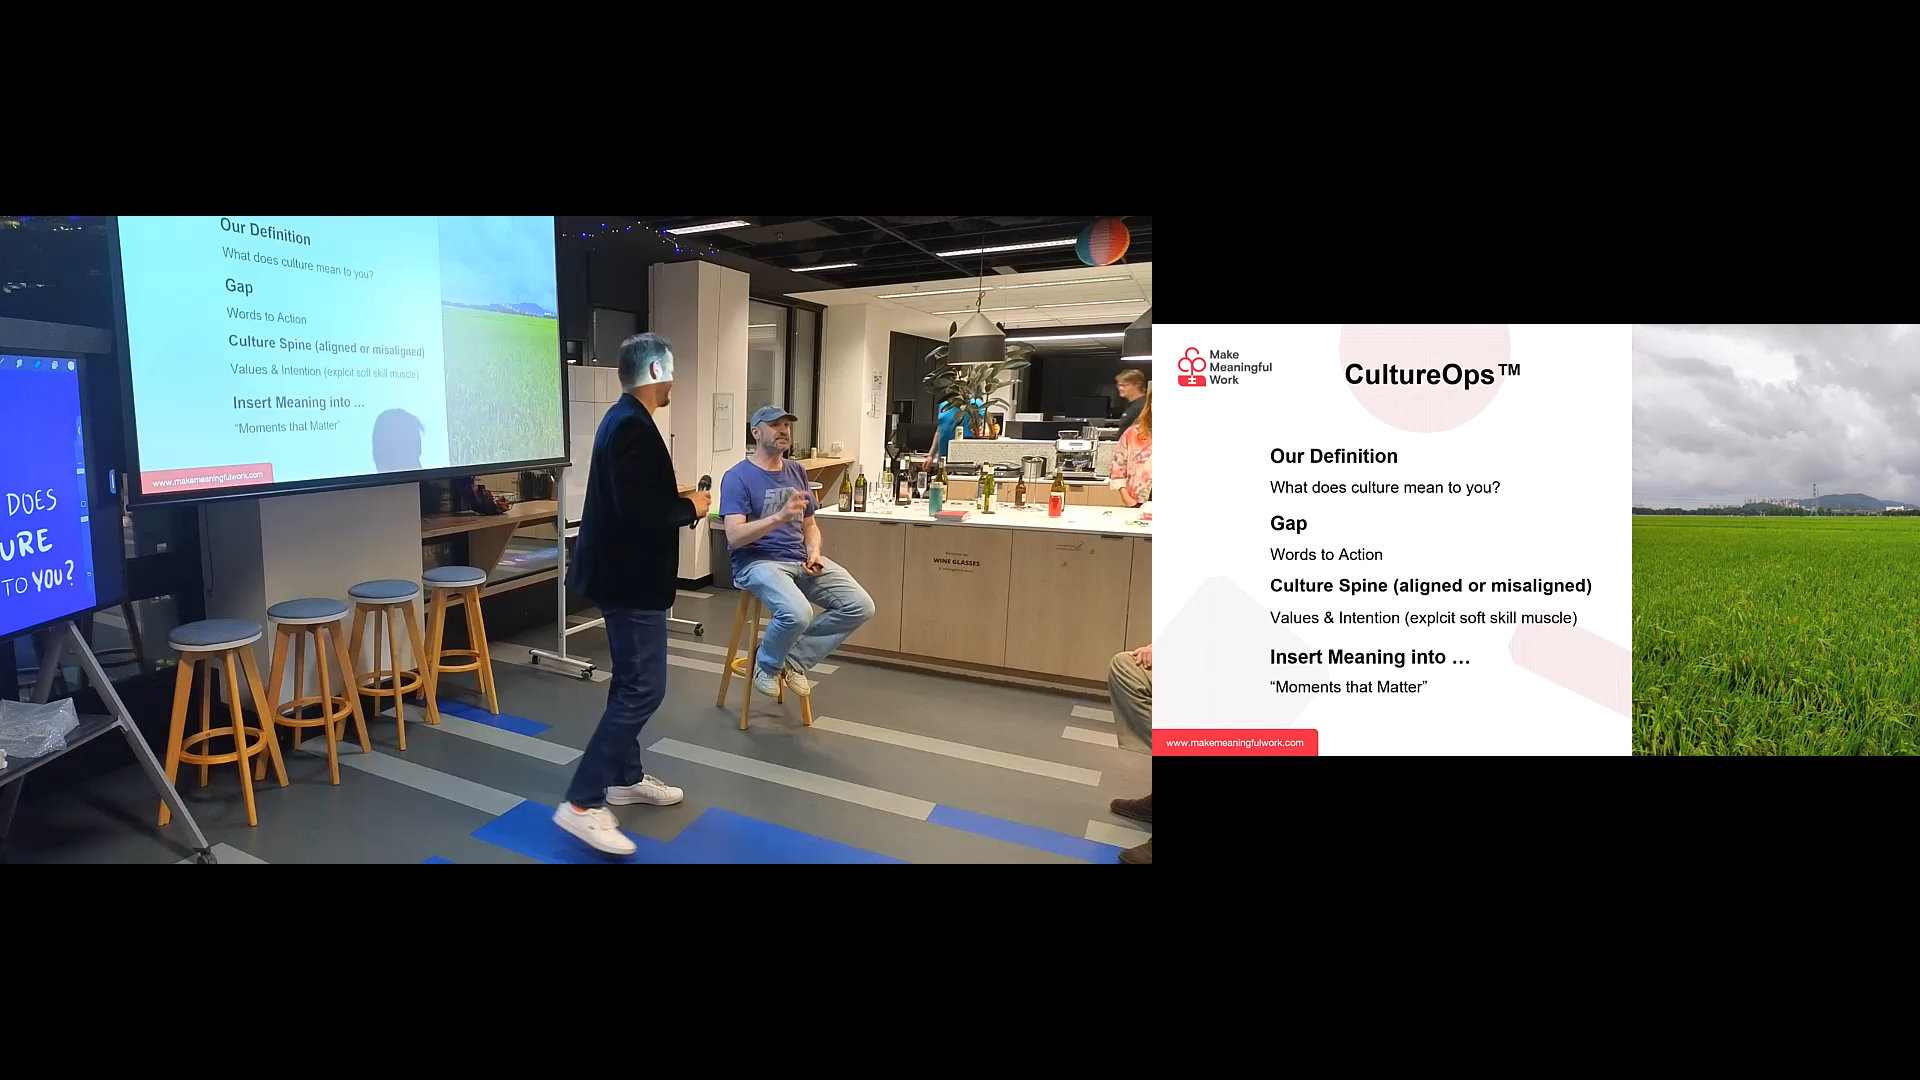 Our Definition
What does culture mean to you?
Gap
Words to Action
Culture Spine (aligned or misaligned)
Values & Intention (explcit soft skill muscle)
Insert Meaning into ...
“Moments that Matter”
www.makemeaningfulwork.com
DOES
URE
TO YOU?
WINE GLASSES
Make
Meaningful
Work
CultureOps™
Our Definition
What does culture mean to you?
Gap
Words to Action
Culture Spine (aligned or misaligned)
Values & Intention (explcit soft skill muscle)
Insert Meaning into …
“Moments that Matter”
www.makemeaningfulwork.com